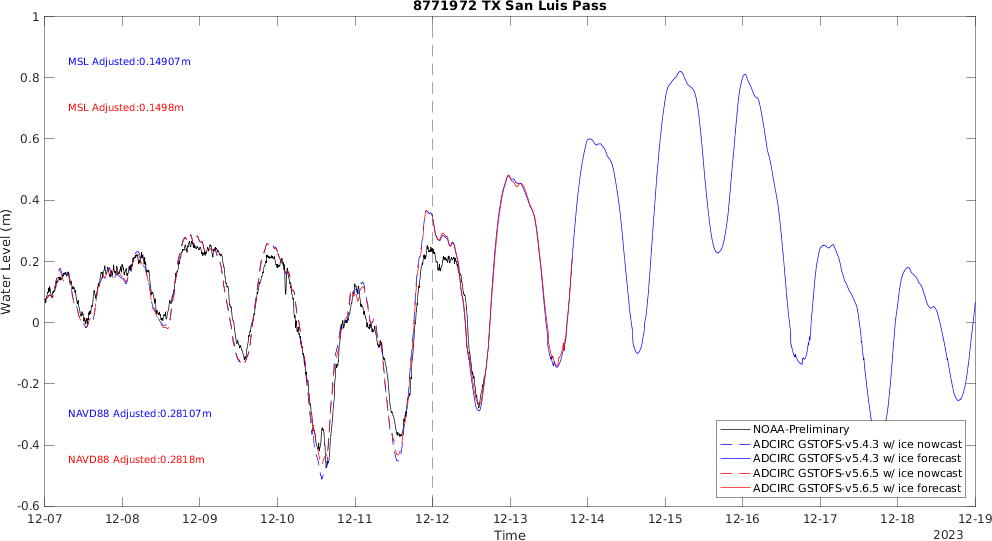 8771972 TX San Luis Pass
1
0.8
0.6
0.4
0.2
0
-0.2
-0.4
-0.6
Water Level (m)
MSL Adjusted:0.14907m
MSL Adjusted:0.1498m
NAVD88 Adjusted:0.28107m
NAVD88 Adjusted:0.2818m
NOAA-Preliminary
ADCIRC GSTOFS-v5.4.3 w/ ice nowcast
ADCIRC GSTOFS-v5.4.3 w/ ice forecast
ADCIRC GSTOFS-v5.6.5 w/ ice nowcast
ADCIRC GSTOFS-v5.6.5 w/ ice forecast
12-07 12-08 12-09 12-10 12-11 12-12 12-13 12-14 12-15 12-16 12-17 12-18 12-19
Time
2023